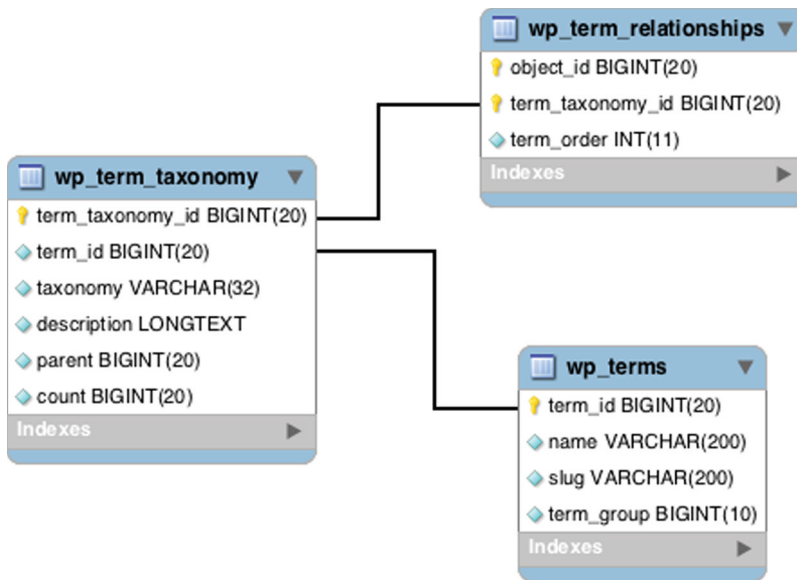 wp_term_relationships
object_id BIGINT(20)
term_taxonomy_id BIGINT(20)
term_order INT(11)
Indexes
wp_term_taxonomy
term_taxonomy_id BIGINT(20)
term_id BIGINT(20)
taxonomy VARCHAR(32)
description LONGTEXT
parent BIGINT(20)
count BIGINT(20)
Indexes
wp_terms
term_id BIGINT(20)
name VARCHAR(200)
slug VARCHAR(200)
term_group BIGINT(10)
Indexes